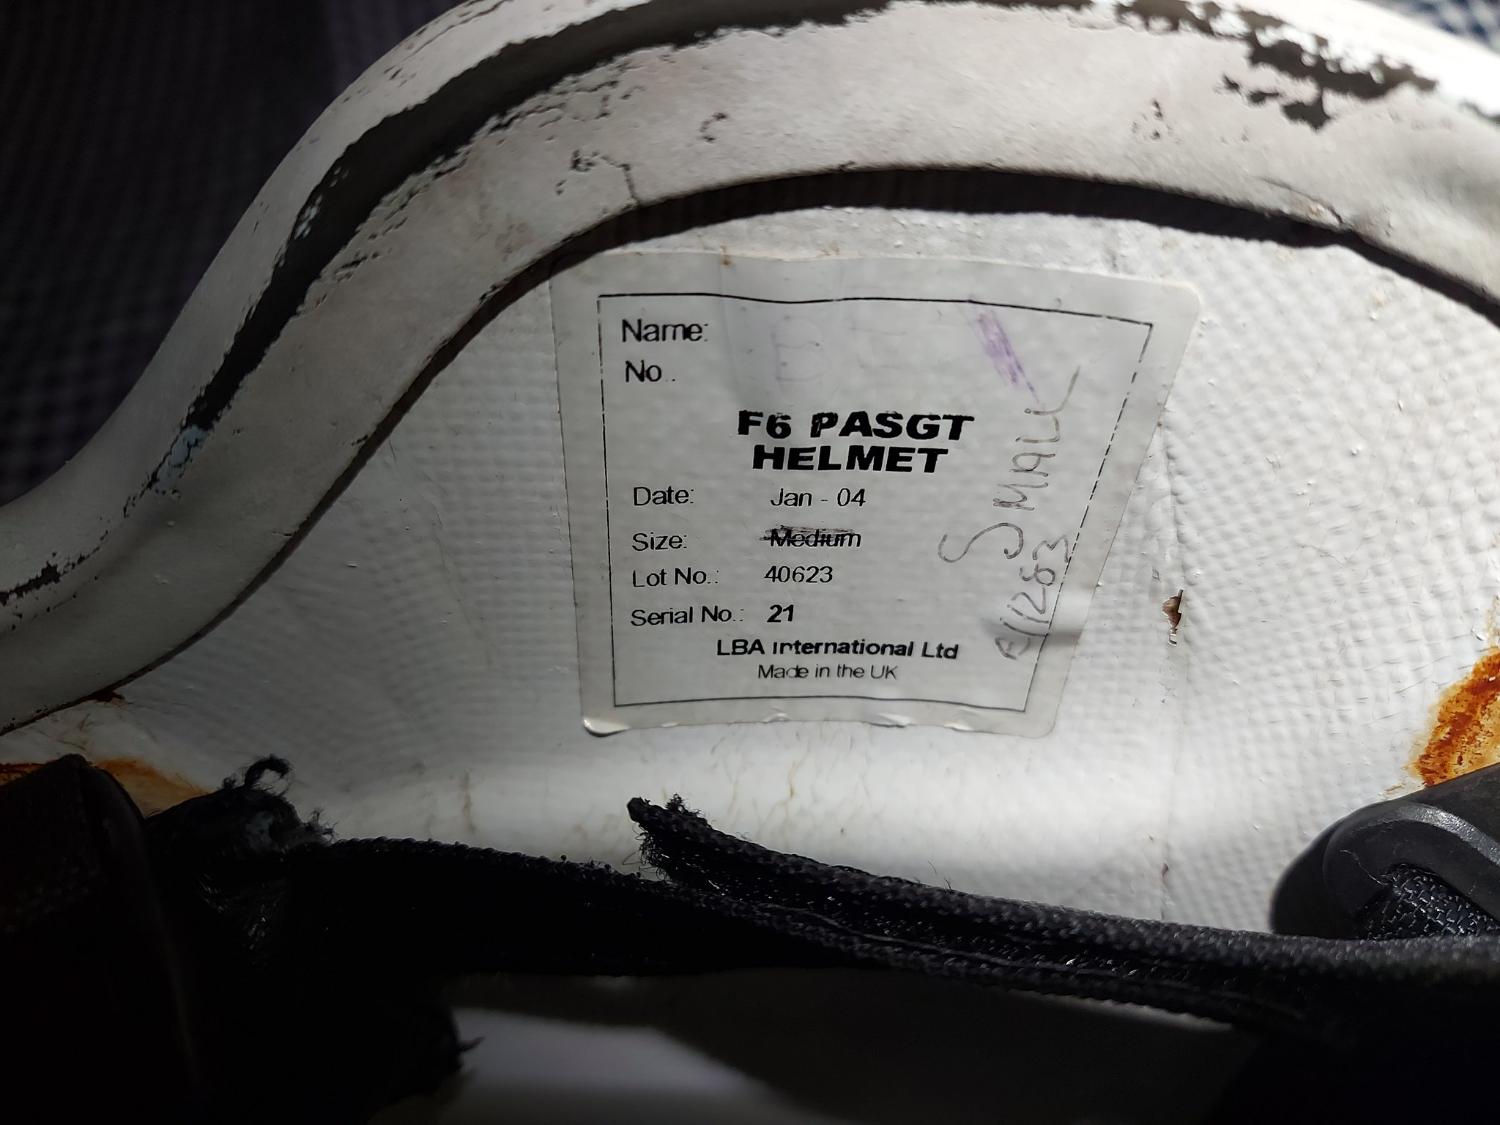 Name:
No..
F6 PASGT
HELMET
Date: Jan - 04
Size: Medium
Lot No.: 40623
Serial No.: 21
LBA International Ltd
Made in the UK
SMALL